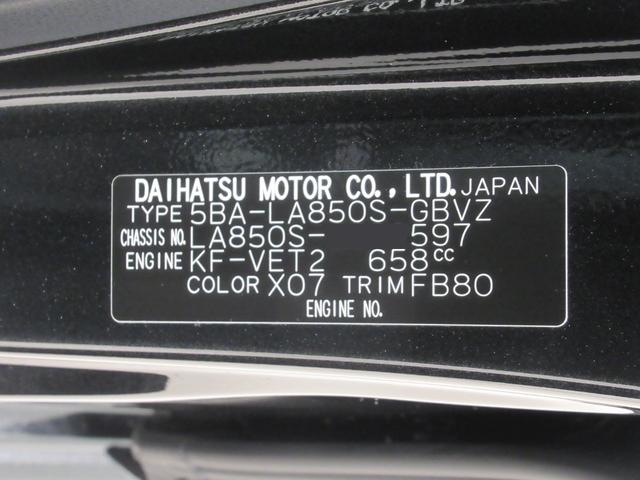 DAIHATSU MOTOR CO., LTD. JAPAN
TYPE 5BA-LA850S-GBVZ
CHASSIS NO. LA850S- 597
ENGINE KF-VET2 658cc
COLOR X07 TRIM FB80
ENGINE NO.